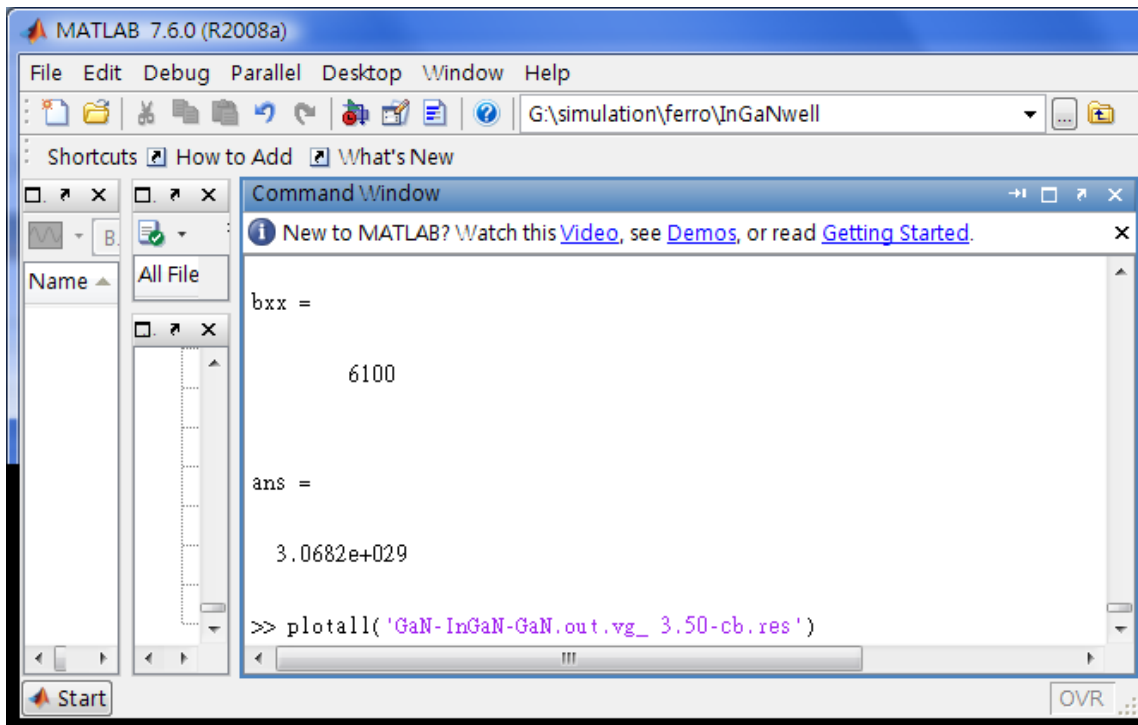 MATLAB 7.6.0 (R2008a)
File Edit Debug Parallel Desktop Window Help
G:\simulation\ferro\InGaNwell ...
Shortcuts How to Add What's New
Command Window
B.
New to MATLAB? Watch this Video, see Demos, or read Getting Started.
Name
All File
bxx =
6100
ans =
3.0682e+029
>> plotall('GaN-InGaN-GaN.out.vg_ 3.50-cb.res')
Start
OVR